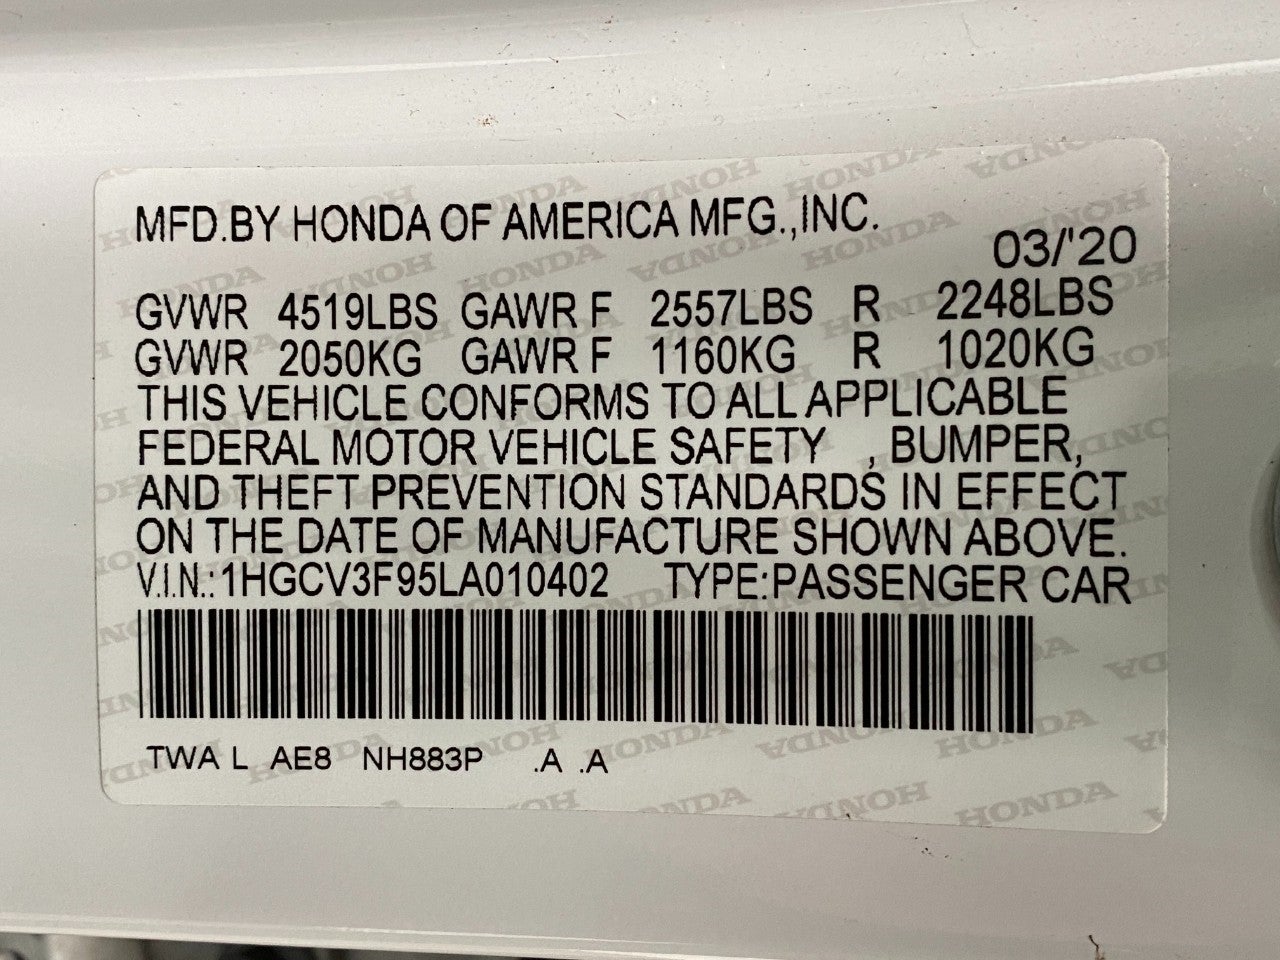 MFD.BY HONDA OF AMERICA MFG.,INC.
03/'20
GVWR 4519LBS GAWR F 2557LBS R 2248LBS
GVWR 2050KG GAWR F 1160KG R 1020KG
THIS VEHICLE CONFORMS TO ALL APPLICABLE
FEDERAL MOTOR VEHICLE SAFETY , BUMPER,
AND THEFT PREVENTION STANDARDS IN EFFECT
ON THE DATE OF MANUFACTURE SHOWN ABOVE.
V.I.N.:1HGCV3F95LA010402 TYPE:PASSENGER CAR
TWA L AE8 NH883P .A .A